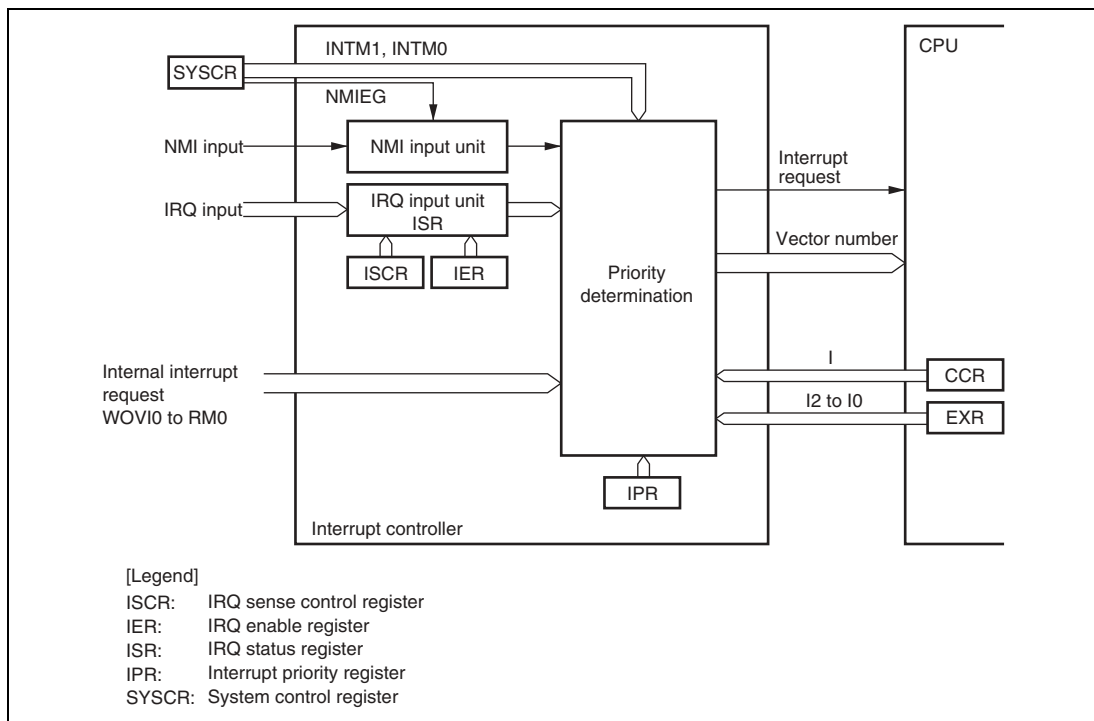 INTM1, INTM0
CPU
SYSCR
NMIEG
NMI input
NMI input unit
Interrupt
request
IRQ input
IRQ input unit
ISR
Vector number
ISCR
IER
Priority
determination
Internal interrupt
request
WOVI0 to RM0
I
CCR
I2 to I0
EXR
IPR
Interrupt controller
[Legend]
ISCR: IRQ sense control register
IER: IRQ enable register
ISR: IRQ status register
IPR: Interrupt priority register
SYSCR: System control register